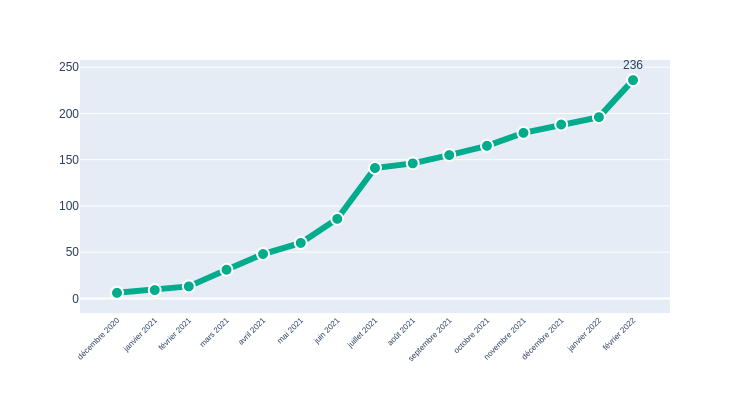 250
200
150
100
50
0
236
décembre 2020
janvier 2021
février 2021
mars 2021
avril 2021
mai 2021
juin 2021
juillet 2021
août 2021
septembre 2021
octobre 2021
novembre 2021
décembre 2021
janvier 2022
février 2022